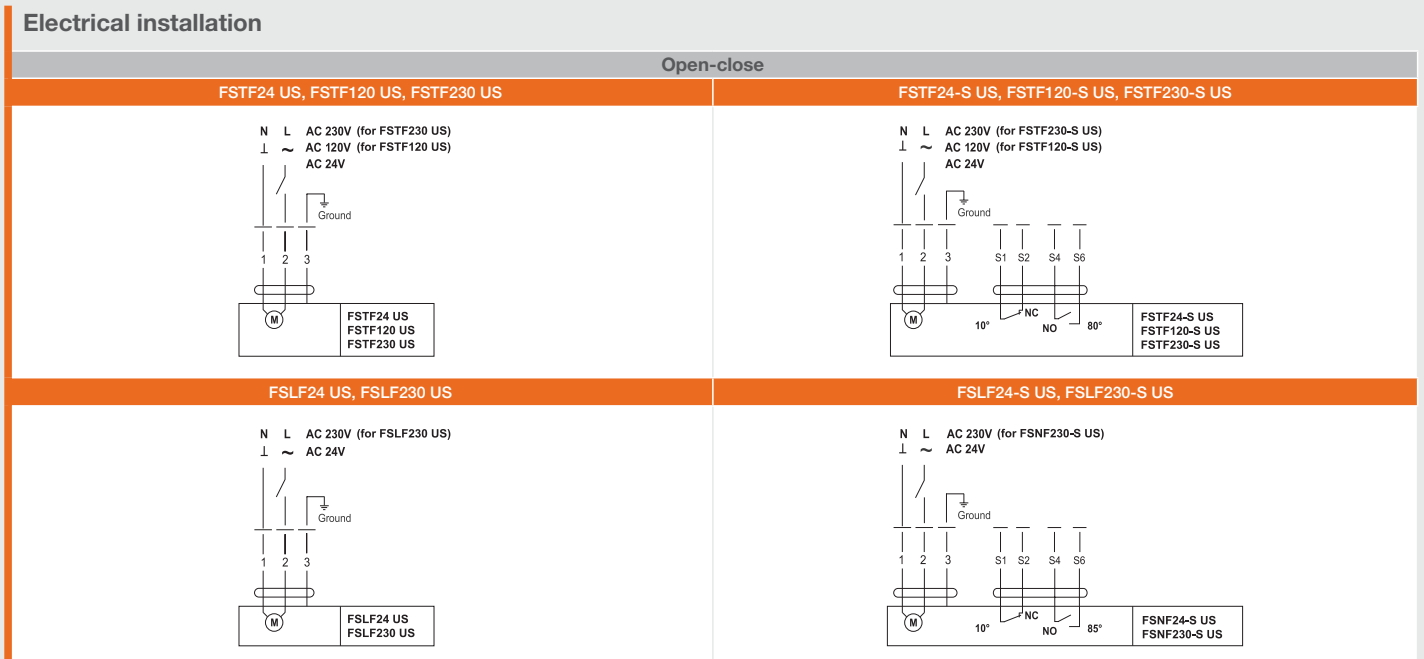 Electrical installation
Open-close
FSTF24 US, FSTF120 US, FSTF230 US
N L AC 230V (for FSTF230 US)
⊥ ~ AC 120V (for FSTF120 US)
AC 24V
Ground
1 2 3
M
FSTF24 US
FSTF120 US
FSTF230 US
FSTF24-S US, FSTF120-S US, FSTF230-S US
N L AC 230V (for FSTF230-S US)
⊥ ~ AC 120V (for FSTF120-S US)
AC 24V
Ground
1 2 3 S1 S2 S4 S6
M
10° NC NO 80°
FSTF24-S US
FSTF120-S US
FSTF230-S US
FSLF24 US, FSLF230 US
N L AC 230V (for FSLF230 US)
⊥ ~ AC 24V
Ground
1 2 3
M
FSLF24 US
FSLF230 US
FSLF24-S US, FSLF230-S US
N L AC 230V (for FSNF230-S US)
⊥ ~ AC 24V
Ground
1 2 3 S1 S2 S4 S6
M
10° NC NO 85°
FSNF24-S US
FSNF230-S US